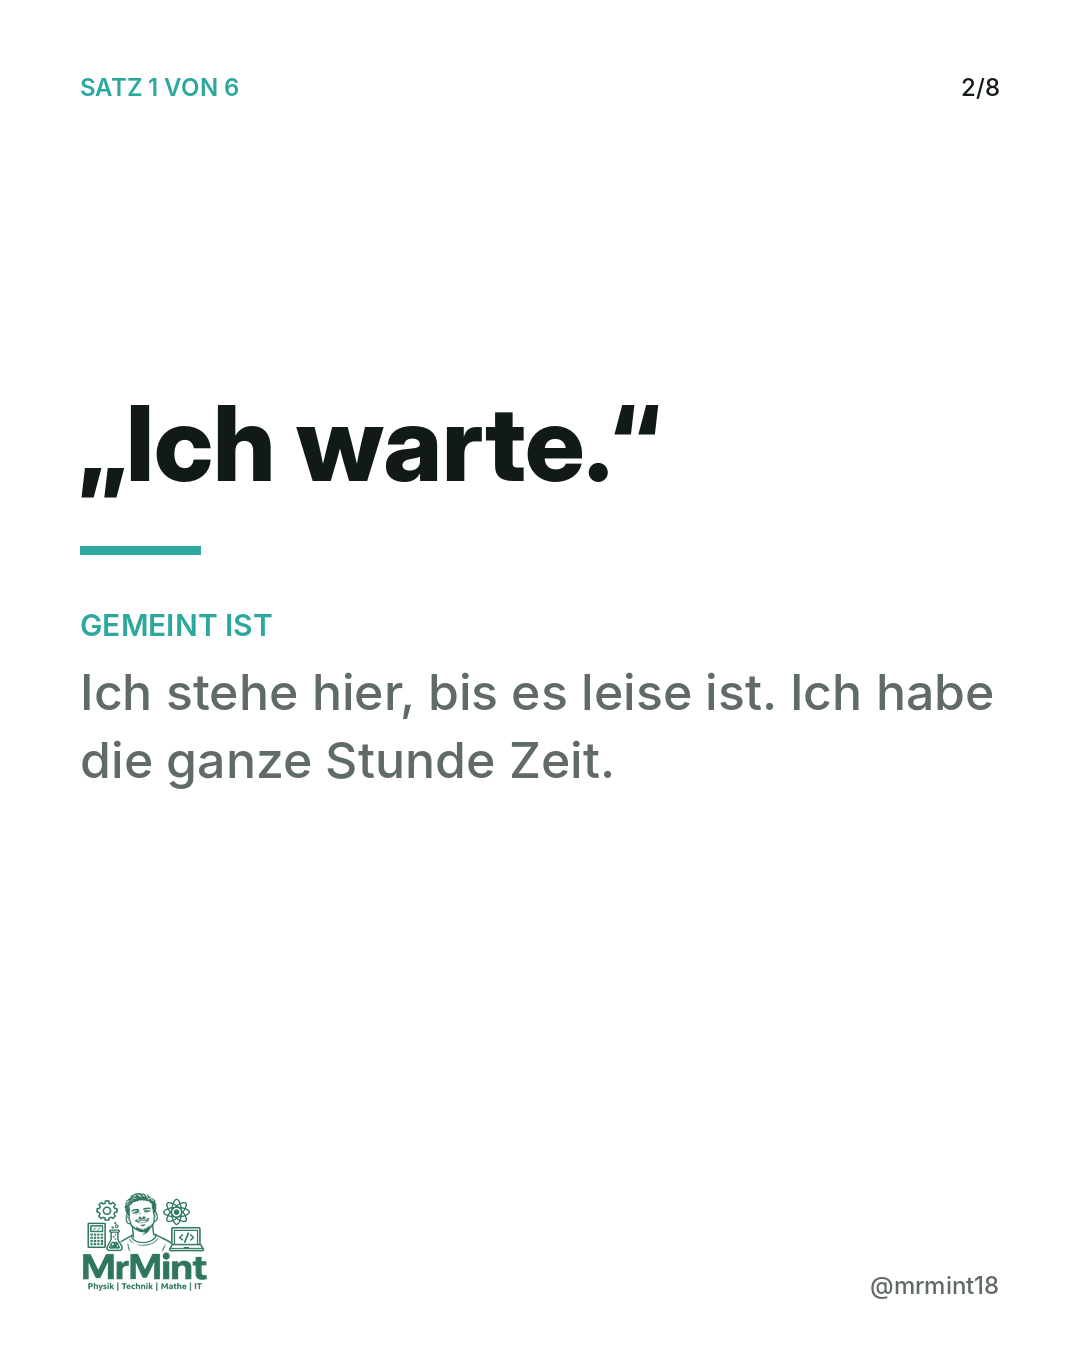 SATZ 1 VON 6
2/8
„Ich warte.“
GEMEINT IST
Ich stehe hier, bis es leise ist. Ich habe
die ganze Stunde Zeit.
MrMint
Physik | Technik | Mathe | IT
@mrmint18